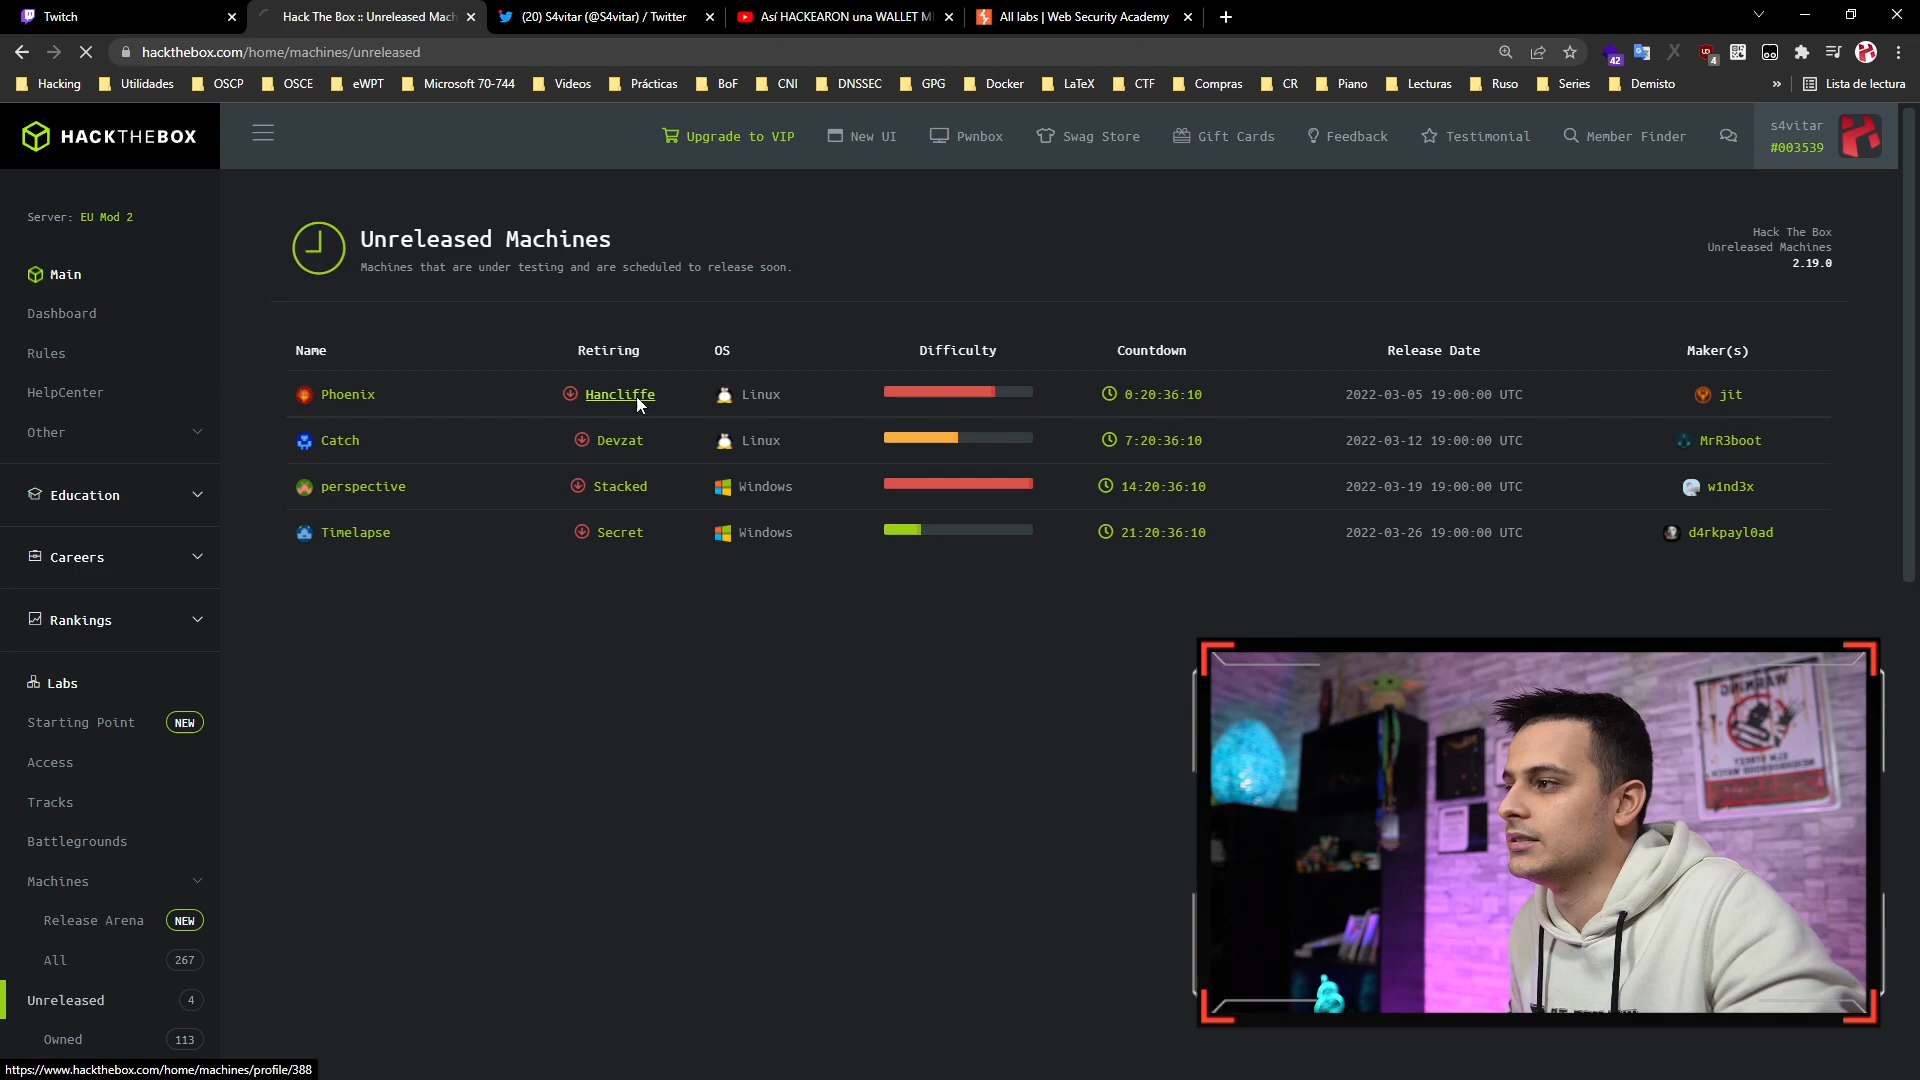 Twitch
Hack The Box :: Unreleased Mach
(20) S4vitar (@S4vitar) / Twitter
Así HACKEARON una WALLET MI
All labs | Web Security Academy
hackthebox.com/home/machines/unreleased
42
4
Hacking
Utilidades
OSCP
OSCE
eWPT
Microsoft 70-744
Videos
Prácticas
BoF
CNI
DNSSEC
GPG
Docker
LaTeX
CTF
Compras
CR
Piano
Lecturas
Ruso
Series
Demisto
»
Lista de lectura
HACKTHEBOX
Upgrade to VIP
New UI
Pwnbox
Swag Store
Gift Cards
Feedback
Testimonial
Member Finder
s4vitar
#003539
Server: EU Mod 2
Main
Dashboard
Rules
HelpCenter
Other
Education
Careers
Rankings
Labs
Starting Point NEW
Access
Tracks
Battlegrounds
Machines
Release Arena NEW
All 267
Unreleased 4
Owned 113
Unreleased Machines
Machines that are under testing and are scheduled to release soon.
Hack The Box
Unreleased Machines
2.19.0
Name Retiring OS Difficulty Countdown Release Date Maker(s)
Phoenix Hancliffe Linux 0:20:36:10 2022-03-05 19:00:00 UTC jit
Catch Devzat Linux 7:20:36:10 2022-03-12 19:00:00 UTC MrR3boot
perspective Stacked Windows 14:20:36:10 2022-03-19 19:00:00 UTC w1nd3x
Timelapse Secret Windows 21:20:36:10 2022-03-26 19:00:00 UTC d4rkpayl0ad
WARNING
https://www.hackthebox.com/home/machines/profile/388